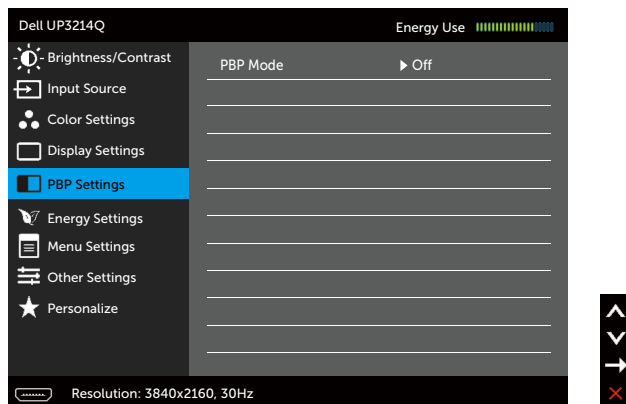 Dell UP3214Q Energy Use
Brightness/Contrast
PBP Mode Off
Input Source
Color Settings
Display Settings
PBP Settings
Energy Settings
Menu Settings
Other Settings
Personalize
Resolution: 3840x2160, 30Hz